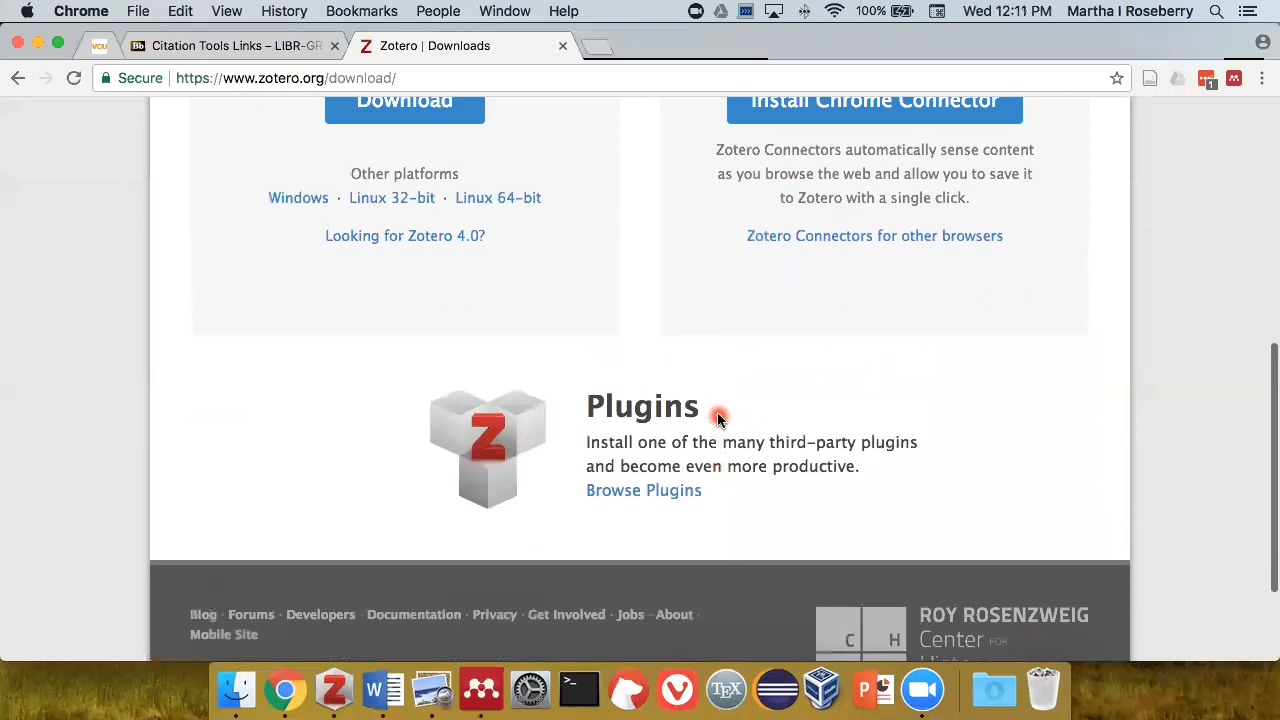 Chrome File Edit View History Bookmarks People Window Help 100% Wed 12:11 PM Martha I Roseberry
VCU
Bb Citation Tools Links – LIBR-GR
Z Zotero | Downloads
Secure https://www.zotero.org/download/
1
Download
Install Chrome Connector
Other platforms
Windows · Linux 32-bit · Linux 64-bit
Looking for Zotero 4.0?
Zotero Connectors automatically sense content
as you browse the web and allow you to save it
to Zotero with a single click.
Zotero Connectors for other browsers
Z
Plugins
Install one of the many third-party plugins
and become even more productive.
Browse Plugins
Blog · Forums · Developers · Documentation · Privacy · Get Involved · Jobs · About ·
Mobile Site
C H
ROY ROSENZWEIG
Center FOR
Z W >_ TEX P